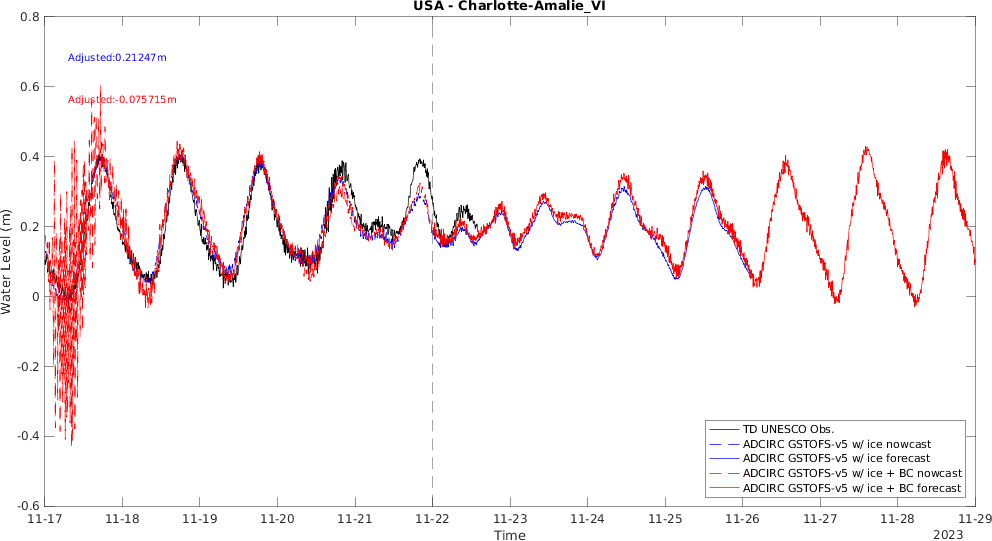 USA - Charlotte-Amalie_VI
0.8
0.6
0.4
0.2
0
-0.2
-0.4
-0.6
Water Level (m)
Adjusted:0.21247m
Adjusted:-0.075715m
TD UNESCO Obs.
ADCIRC GSTOFS-v5 w/ ice nowcast
ADCIRC GSTOFS-v5 w/ ice forecast
ADCIRC GSTOFS-v5 w/ ice + BC nowcast
ADCIRC GSTOFS-v5 w/ ice + BC forecast
11-17 11-18 11-19 11-20 11-21 11-22 11-23 11-24 11-25 11-26 11-27 11-28 11-29
Time
2023